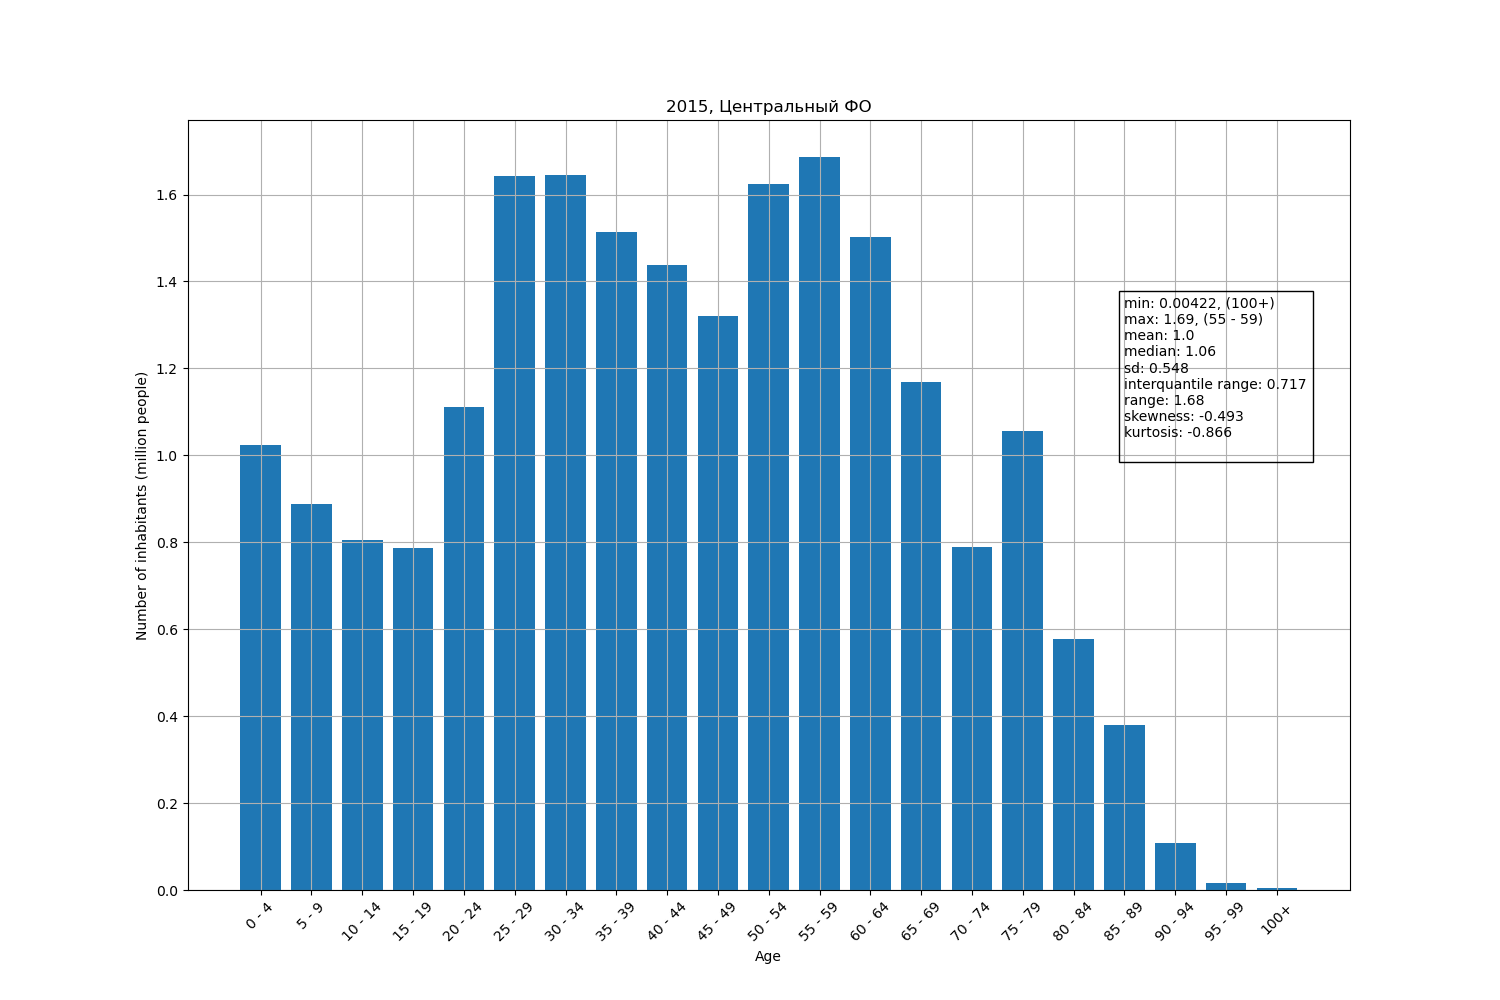 2015, Центральный ФО
Number of inhabitants (million people)
1.6
1.4
1.2
1.0
0.8
0.6
0.4
0.2
0.0
min: 0.00422, (100+)
max: 1.69, (55 - 59)
mean: 1.0
median: 1.06
sd: 0.548
interquantile range: 0.717
range: 1.68
skewness: -0.493
kurtosis: -0.866
0 - 4
5 - 9
10 - 14
15 - 19
20 - 24
25 - 29
30 - 34
35 - 39
40 - 44
45 - 49
50 - 54
55 - 59
60 - 64
65 - 69
70 - 74
75 - 79
80 - 84
85 - 89
90 - 94
95 - 99
100+
Age